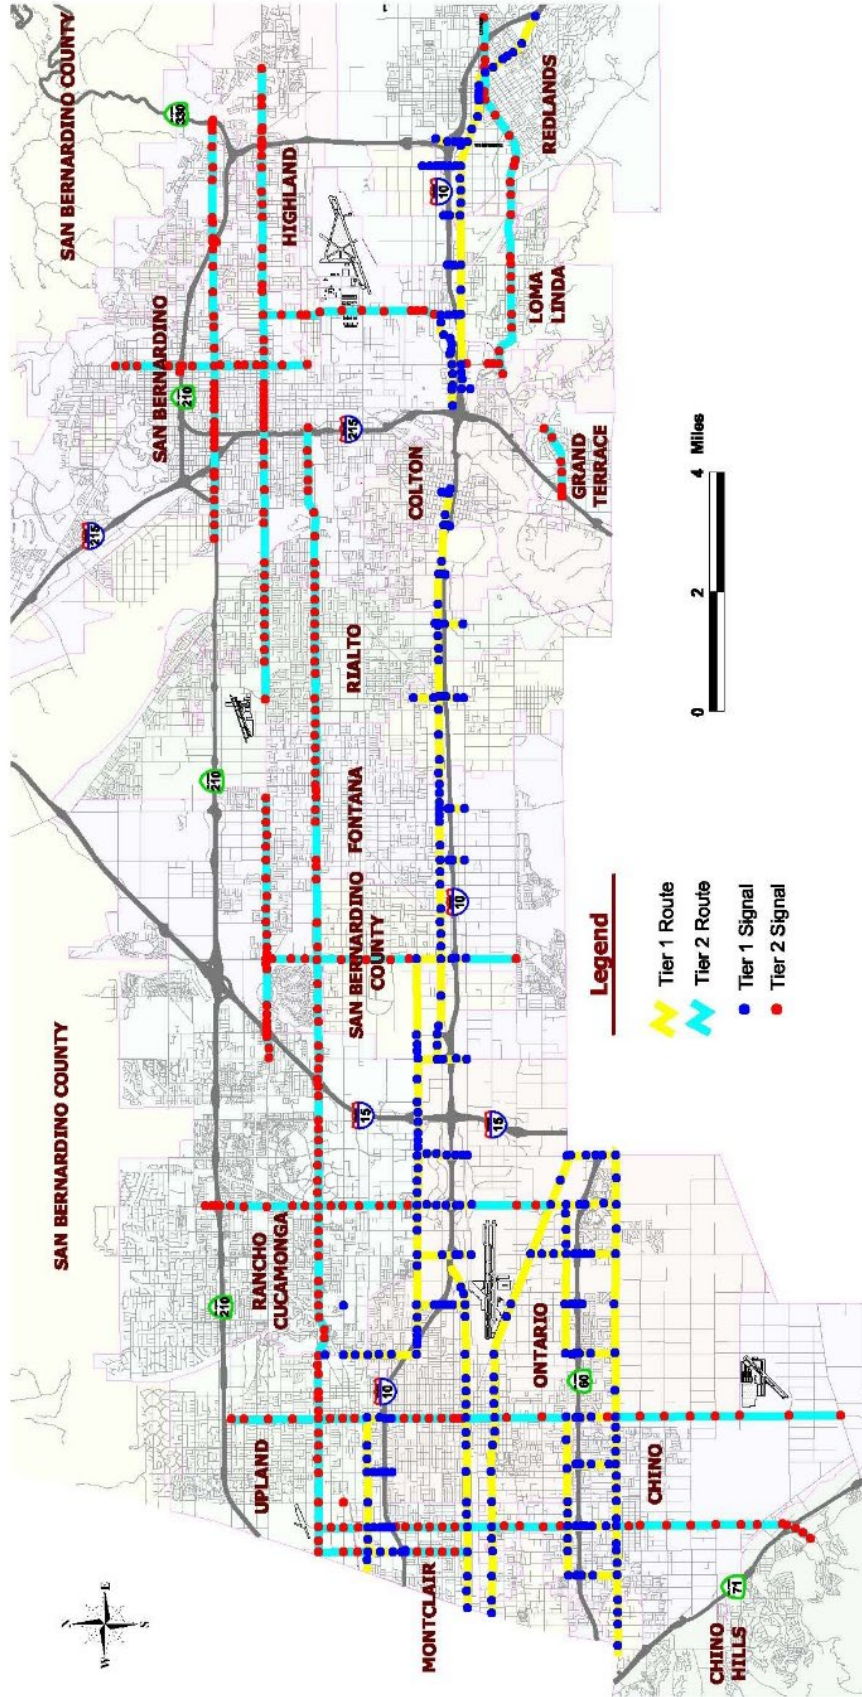 SAN BERNARDINO COUNTY
SAN BERNARDINO COUNTY
330
SAN BERNARDINO
210
215
HIGHLAND
REDLANDS
10
LOMA
LINDA
215
COLTON
GRAND
TERRACE
RIALTO
210
FONTANA
SAN BERNARDINO
COUNTY
10
15
15
RANCHO
CUCAMONGA
210
UPLAND
10
ONTARIO
60
MONTCLAIR
CHINO
71
CHINO
HILLS
N
E
S
W
0 2 4 Miles
Legend
Tier 1 Route
Tier 2 Route
Tier 1 Signal
Tier 2 Signal